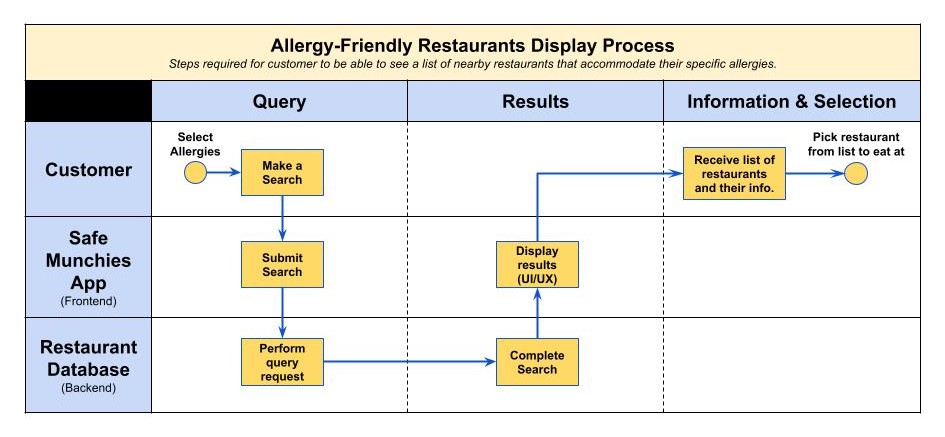 Allergy-Friendly Restaurants Display Process
Steps required for customer to be able to see a list of nearby restaurants that accommodate their specific allergies.
Query
Results
Information & Selection
Customer
Select
Allergies
Make a
Search
Receive list of
restaurants
and their info.
Pick restaurant
from list to eat at
Safe
Munchies
App
(Frontend)
Submit
Search
Display
results
(UI/UX)
Restaurant
Database
(Backend)
Perform
query
request
Complete
Search